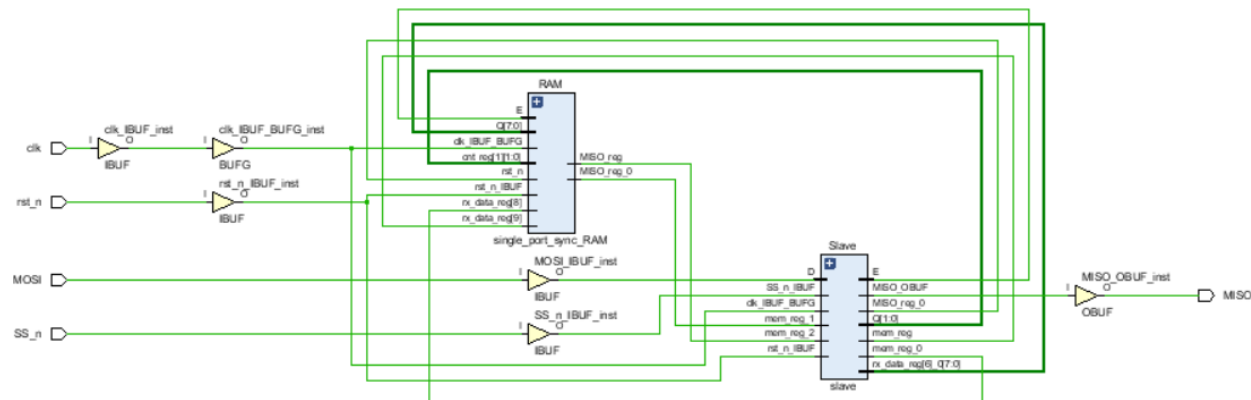 RAM
E
Q[7:0]
clk_IBUF_BUFG
cnt_reg[1][1:0]
rst_n
rst_n_IBUF
rx_data_reg[8]
rx_data_reg[9]
MISO_reg
MISO_reg_0
single_port_sync_RAM
clk
I
clk_IBUF_inst
O
IBUF
I
clk_IBUF_BUFG_inst
O
BUFG
rst_n
I
rst_n_IBUF_inst
O
IBUF
MOSI
I
MOSI_IBUF_inst
O
IBUF
SS_n
I
SS_n_IBUF_inst
O
IBUF
Slave
D
SS_n_IBUF
clk_IBUF_BUFG
mem_reg_1
mem_reg_2
rst_n_IBUF
E
MISO_OBUF
MISO_reg_0
Q[1:0]
mem_reg
mem_reg_0
rx_data_reg[6]_0[7:0]
slave
I
MISO_OBUF_inst
O
OBUF
MISO